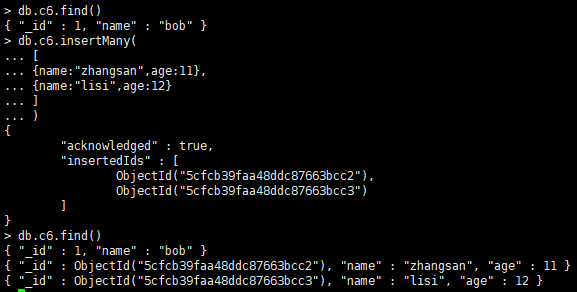 > db.c6.find()
{ "_id" : 1, "name" : "bob" }
> db.c6.insertMany(
... [
... {name:"zhangsan",age:11},
... {name:"lisi",age:12}
... ]
... )
{
        "acknowledged" : true,
        "insertedIds" : [
                ObjectId("5cfcb39faa48ddc87663bcc2"),
                ObjectId("5cfcb39faa48ddc87663bcc3")
        ]
}
> db.c6.find()
{ "_id" : 1, "name" : "bob" }
{ "_id" : ObjectId("5cfcb39faa48ddc87663bcc2"), "name" : "zhangsan", "age" : 11 }
{ "_id" : ObjectId("5cfcb39faa48ddc87663bcc3"), "name" : "lisi", "age" : 12 }